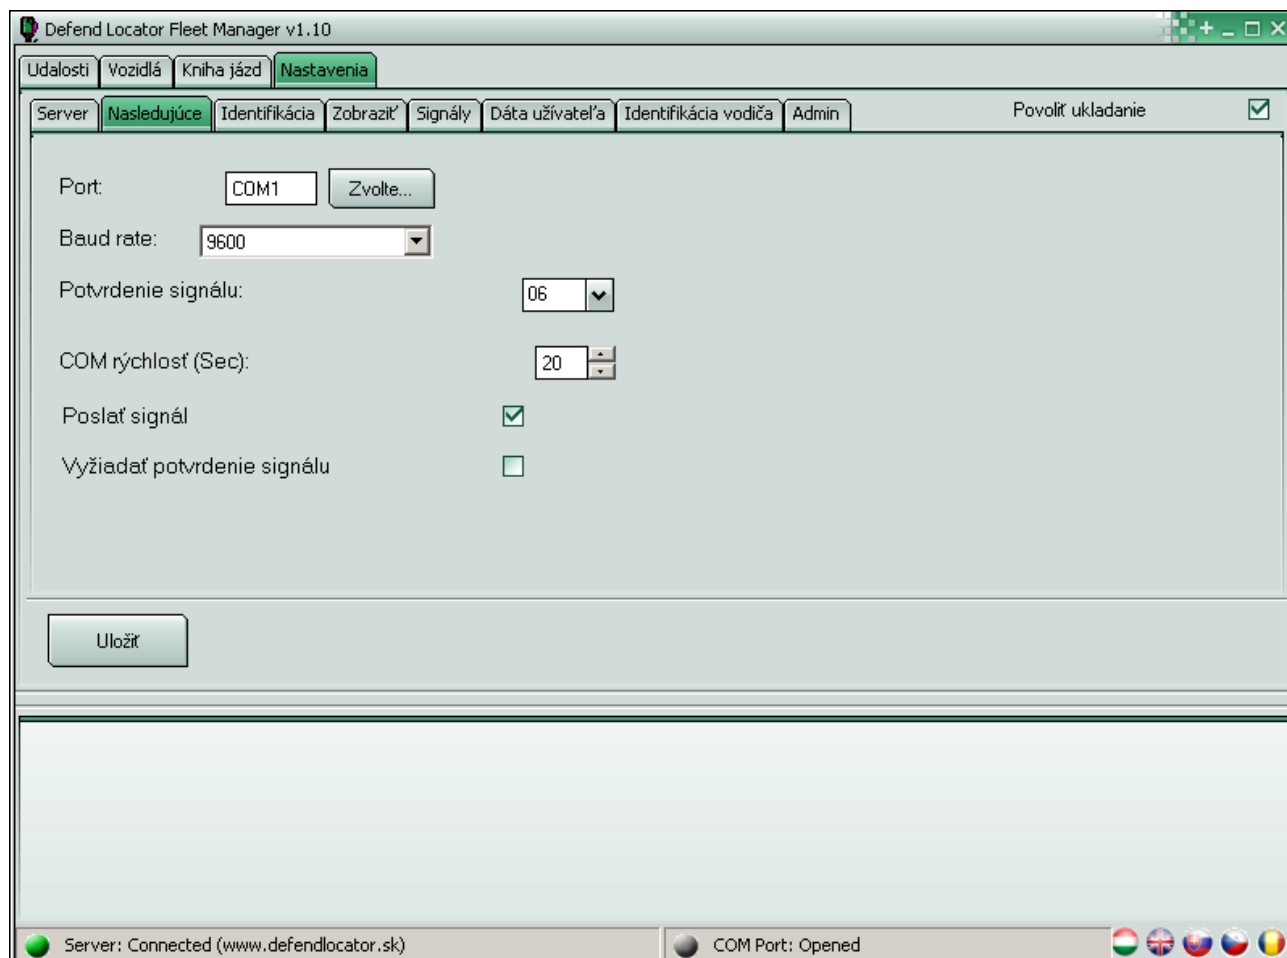 Defend Locator Fleet Manager v1.10
Udalosti Vozidlá Kniha jázd Nastavenia
Server Nasledujúce Identifikácia Zobraziť Signály Dáta užívateľa Identifikácia vodiča Admin Povoliť ukladanie
Port: COM1 Zvolte...
Baud rate: 9600
Potvrdenie signálu: 06
COM rýchlosť (Sec): 20
Poslať signál
Vyžiadať potvrdenie signálu
Uložiť
Server: Connected (www.defendlocator.sk) COM Port: Opened